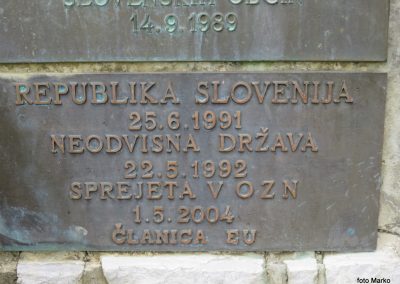 14.9.1989
REPUBLIKA SLOVENIJA
25.6.1991
NEODVISNA DRŽAVA
22.5.1992
SPREJETA V OZN
1.5.2004
ČLANICA EU
foto Marko